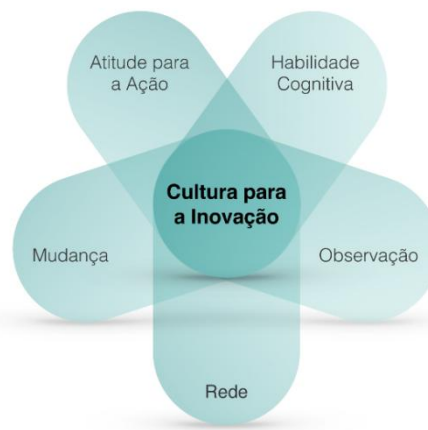 Atitude para
a Ação
Habilidade
Cognitiva
Cultura para
a Inovação
Mudança
Observação
Rede